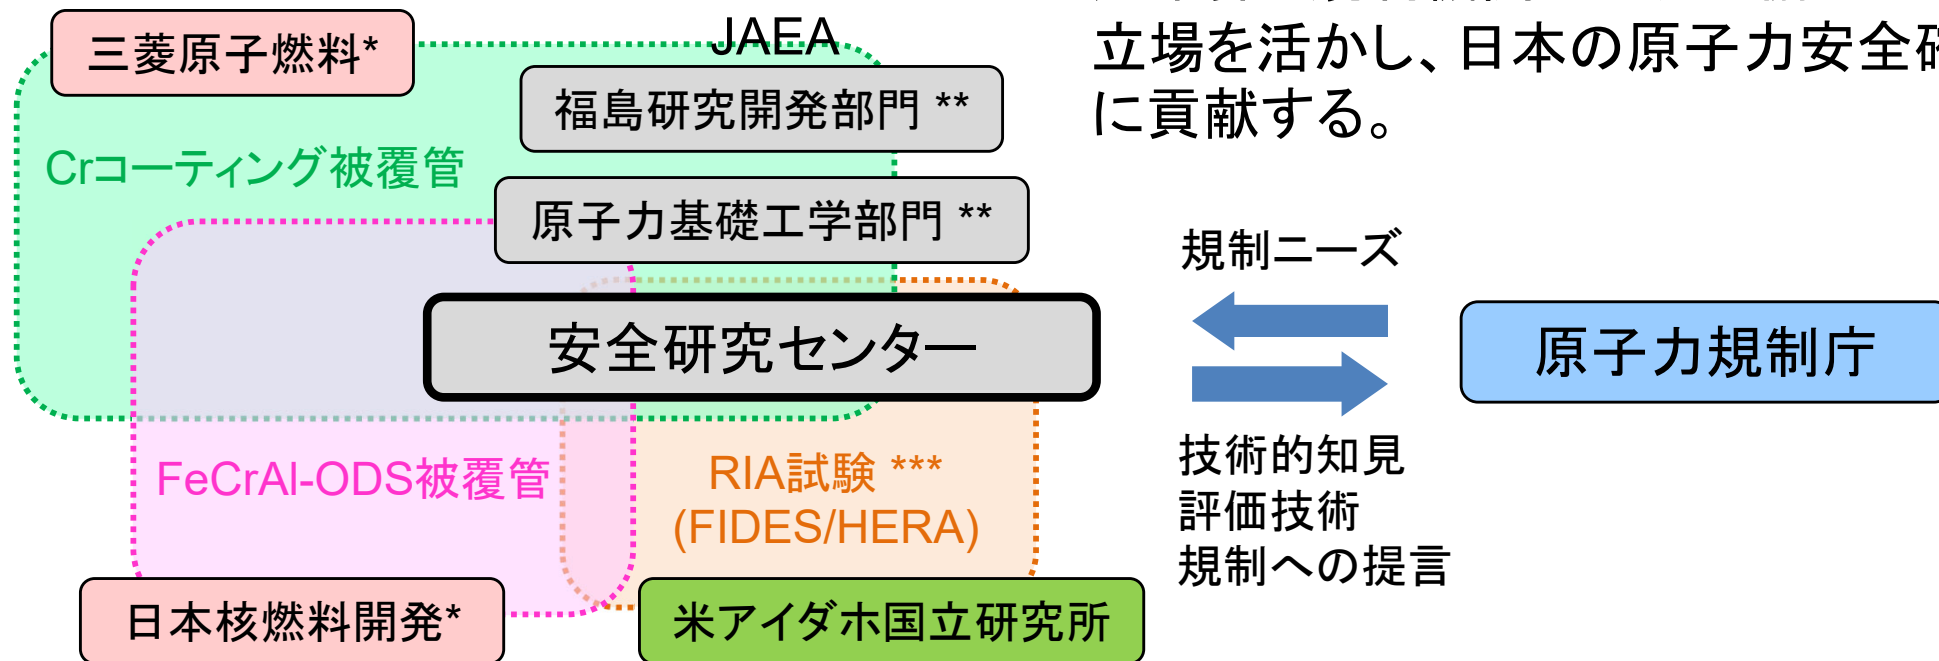 三菱原子燃料*
JAEA
福島研究開発部門 **
Crコーティング被覆管
原子力基礎工学部門 **
安全研究センター
FeCrAl-ODS被覆管
RIA試験 ***
(FIDES/HERA)
日本核燃料開発*
米アイダホ国立研究所
立場を活かし、日本の原子力安全確
に貢献する。
規制ニーズ
原子力規制庁
技術的知見
評価技術
規制への提言